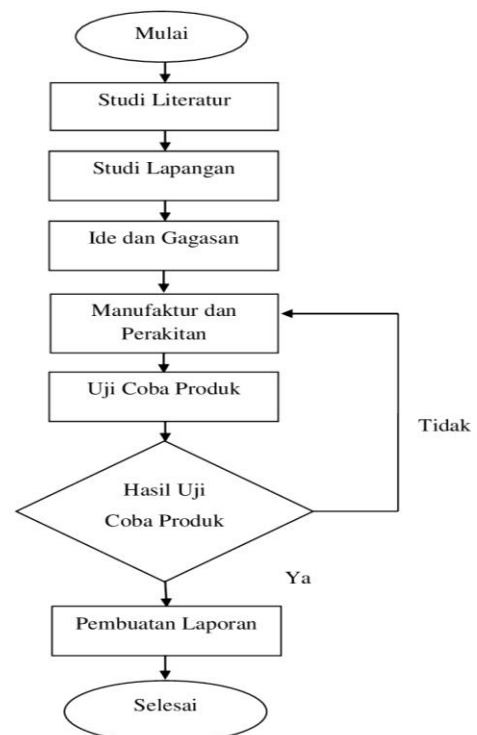 Mulai
Studi Literatur
Studi Lapangan
Ide dan Gagasan
Manufaktur dan
Perakitan
Uji Coba Produk
Tidak
Hasil Uji
Coba Produk
Ya
Pembuatan Laporan
Selesai